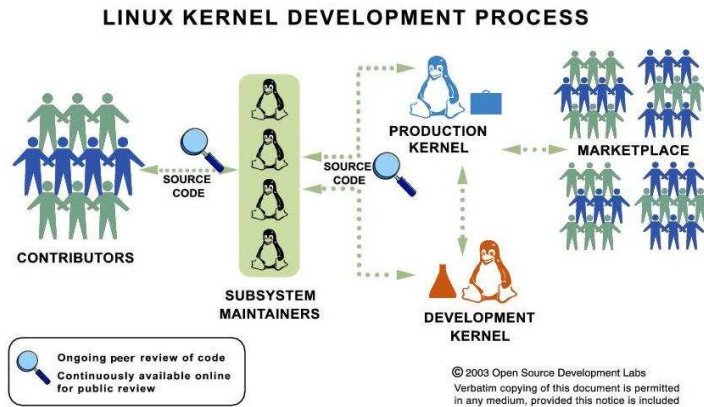 LINUX KERNEL DEVELOPMENT PROCESS
SOURCE
CODE
CONTRIBUTORS
SUBSYSTEM
MAINTAINERS
SOURCE
CODE
PRODUCTION
KERNEL
MARKETPLACE
DEVELOPMENT
KERNEL
Ongoing peer review of code
Continuously available online
for public review
© 2003 Open Source Development Labs
Verbatim copying of this document is permitted
in any medium, provided this notice is included